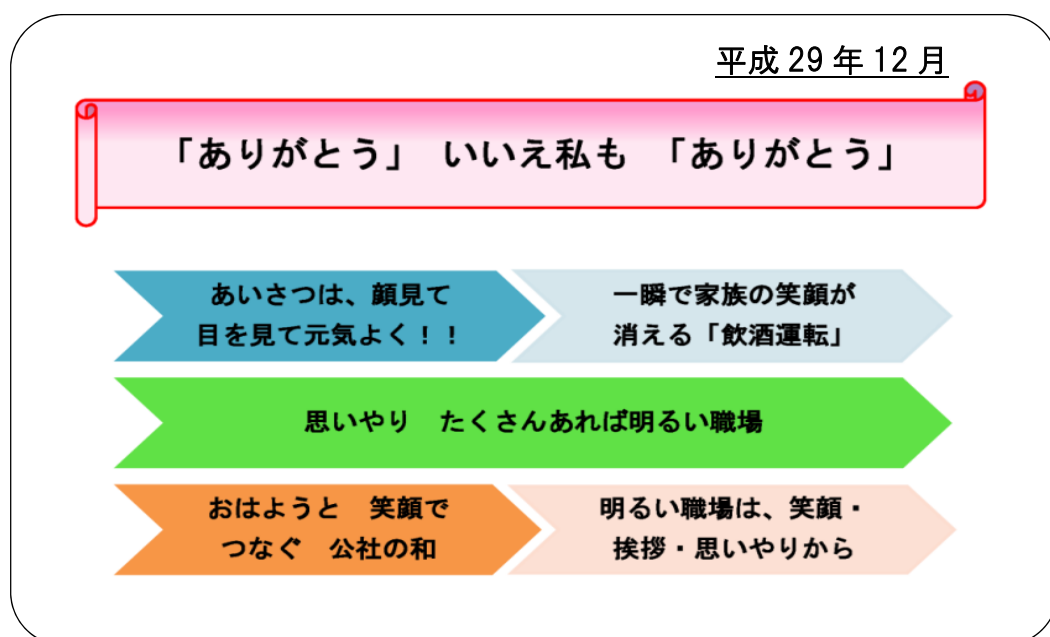 平成 29 年 12 月
「ありがとう」 いいえ私も 「ありがとう」
あいさつは、顔見て
目を見て元気よく！！
一瞬で家族の笑顔が
消える「飲酒運転」
思いやり　たくさんあれば明るい職場
おはようと　笑顔で
つなぐ　公社の和
明るい職場は、笑顔・
挨拶・思いやりから